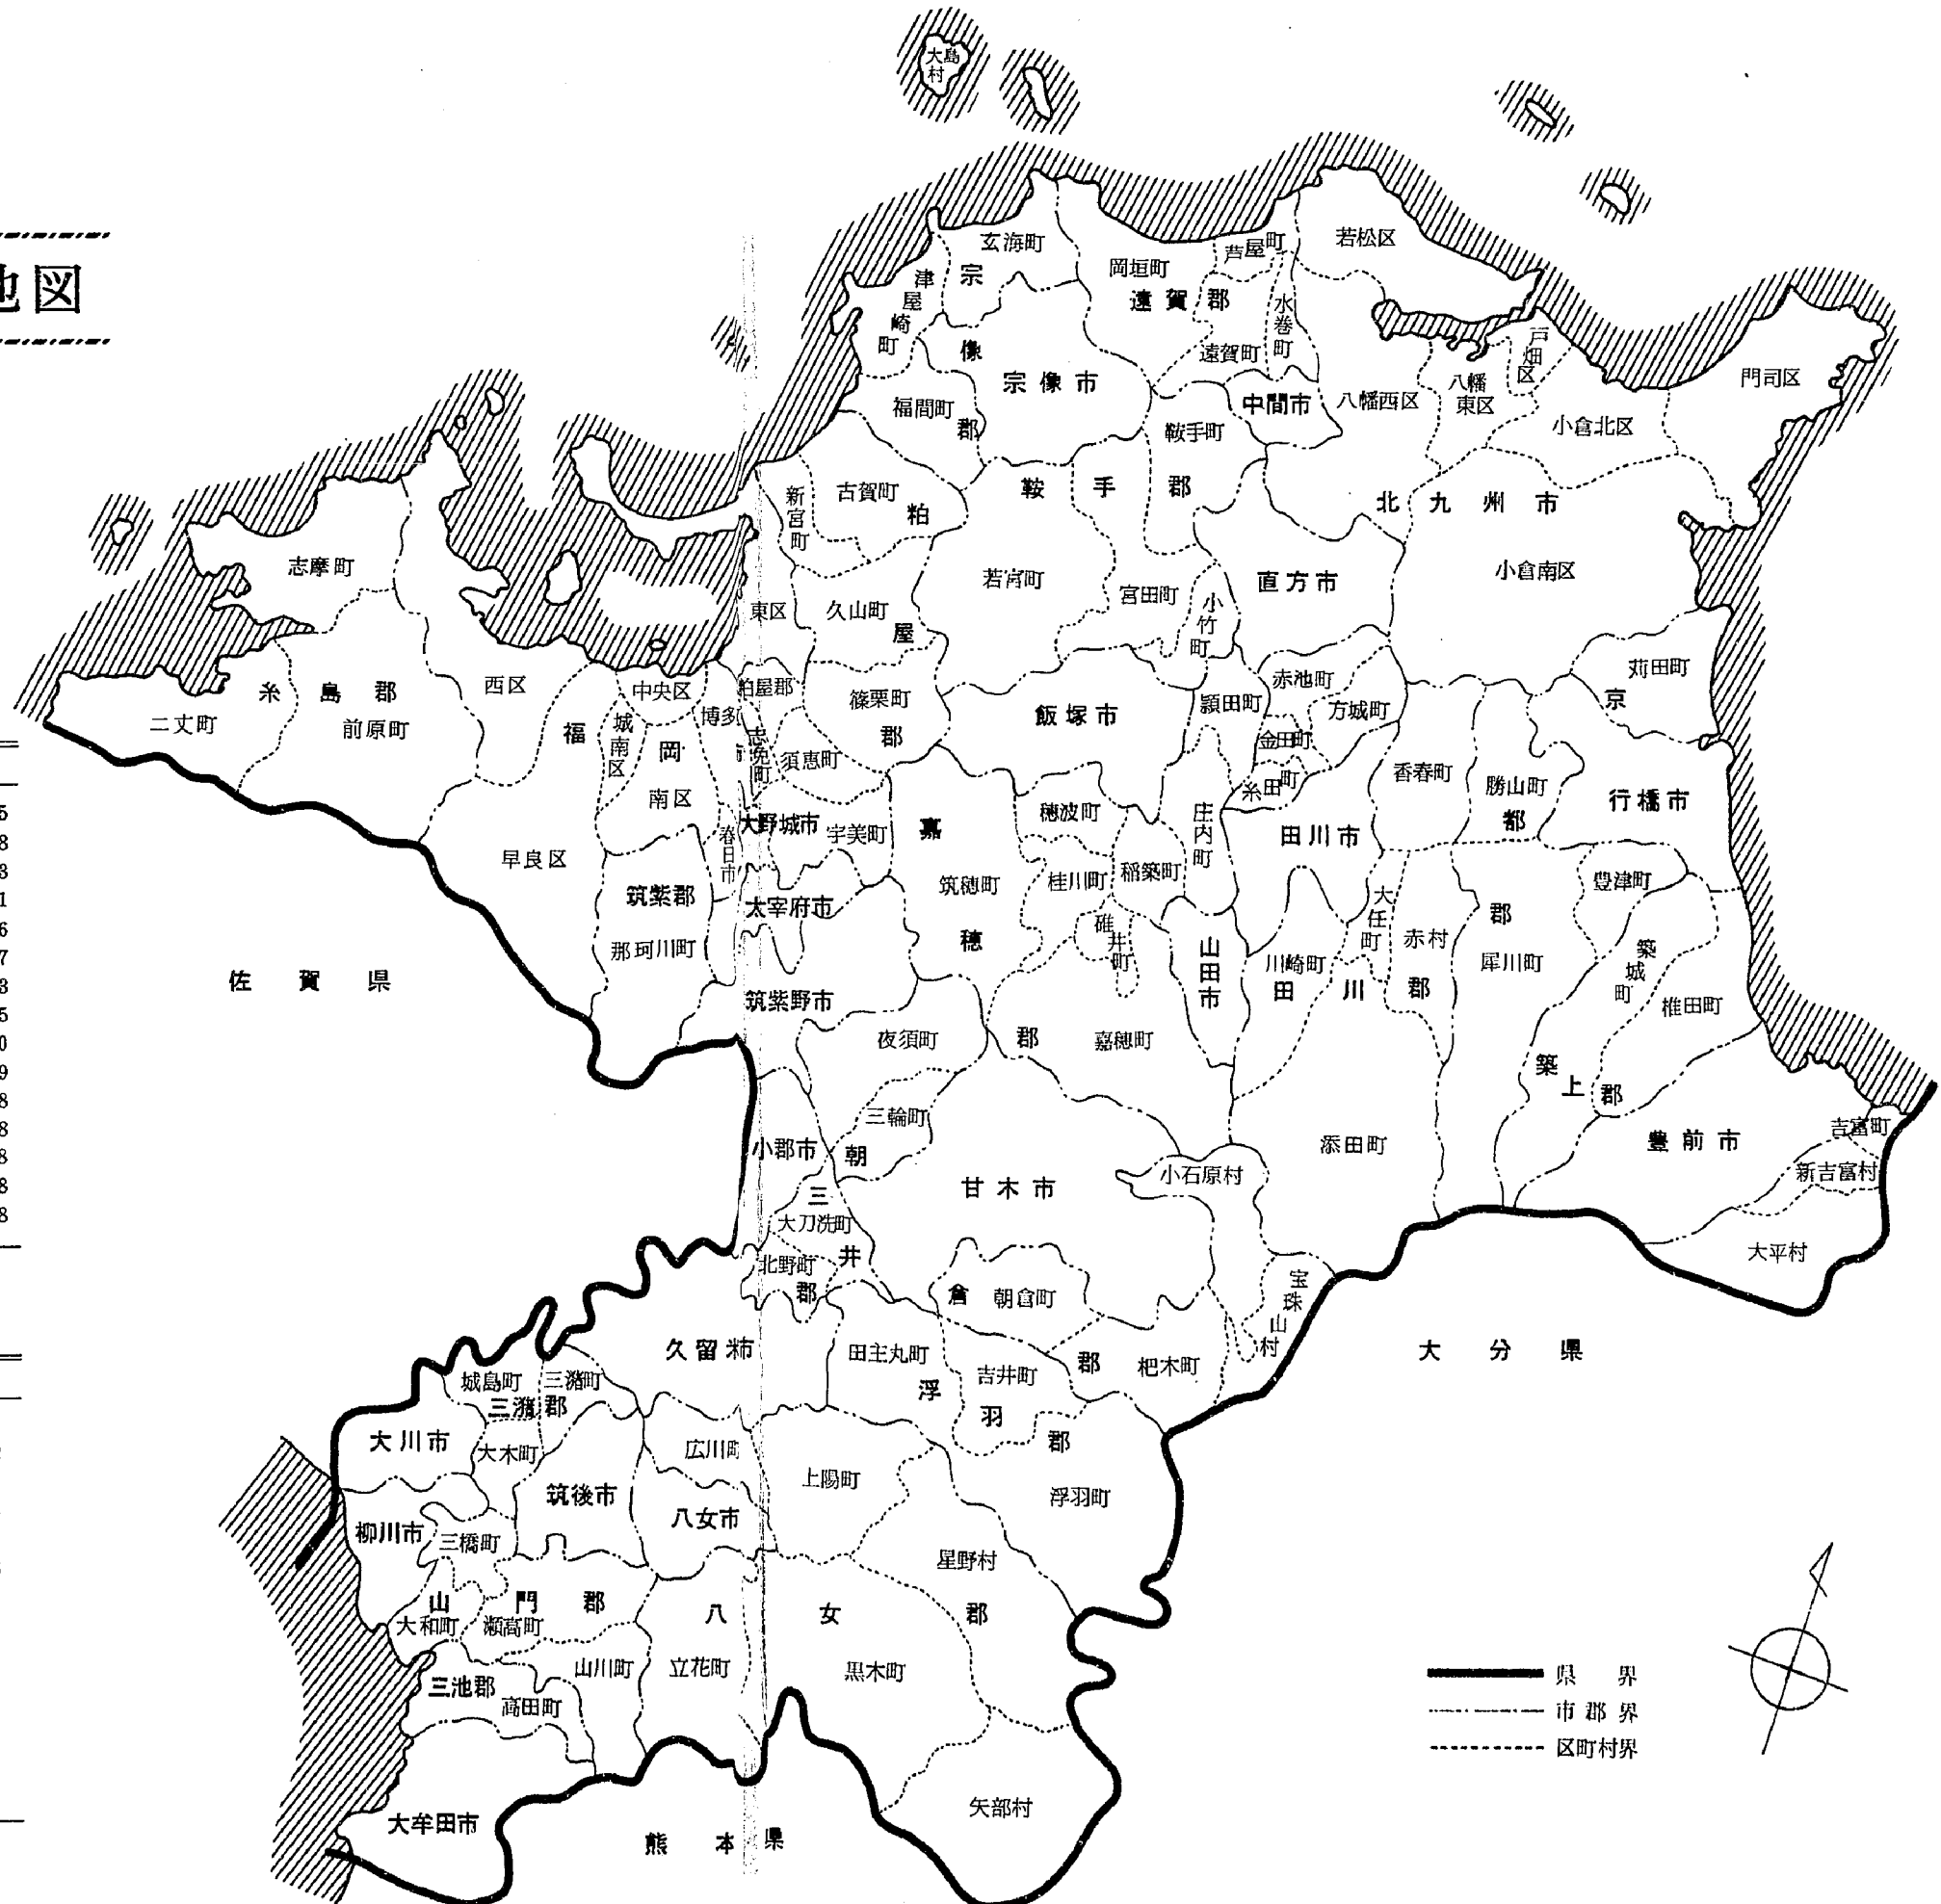 地図
5
8
3
1
6
7
3
5
0
9
8
8
8
8
8
大島村
玄海町
宗像郡
津屋崎町
福間町
宗像市
岡垣町
芦屋町
遠賀郡
水巻町
遠賀町
中間市
若松区
戸畑区
八幡西区
八幡東区
小倉北区
門司区
北九州市
小倉南区
鞍手町
鞍手郡
若宮町
宮田町
小竹町
直方市
新宮町
古賀町
粕屋郡
久山町
篠栗町
粕屋郡
志免町
須恵町
宇美町
志摩町
糸島郡
二丈町
前原町
西区
東区
中央区
博多
城南区
福岡市
南区
早良区
春日市
大野城市
筑紫郡
那珂川町
太宰府市
筑紫野市
飯塚市
頴田町
穂波町
庄内町
嘉穂郡
筑穂町
桂川町
稲築町
碓井町
嘉穂町
山田市
赤池町
方城町
金田町
糸田町
香春町
田川市
川崎町
大任町
赤村
田川郡
添田町
苅田町
京都郡
勝山町
行橋市
豊津町
犀川町
築城町
椎田町
築上郡
豊前市
吉富町
新吉富村
大平村
佐賀県
夜須町
三輪町
小郡市
朝倉郡
甘木市
小石原村
宝珠山村
朝倉町
杷木町
三井郡
大刀洗町
北野町
久留米市
田主丸町
吉井町
浮羽郡
浮羽町
大分県
城島町
三潴町
三潴郡
大木町
大川市
筑後市
広川町
八女市
上陽町
星野村
柳川市
三橋町
山門郡
大和町
瀬高町
山川町
八女郡
立花町
黒木町
矢部村
三池郡
高田町
大牟田市
熊本県
県界
市郡界
区町村界